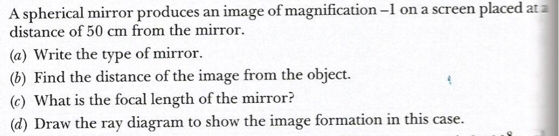 A spherical mirror produces an image of magnification –1 on a screen placed at a
distance of 50 cm from the mirror.
(a) Write the type of mirror.
(b) Find the distance of the image from the object.
(c) What is the focal length of the mirror?
(d) Draw the ray diagram to show the image formation in this case.